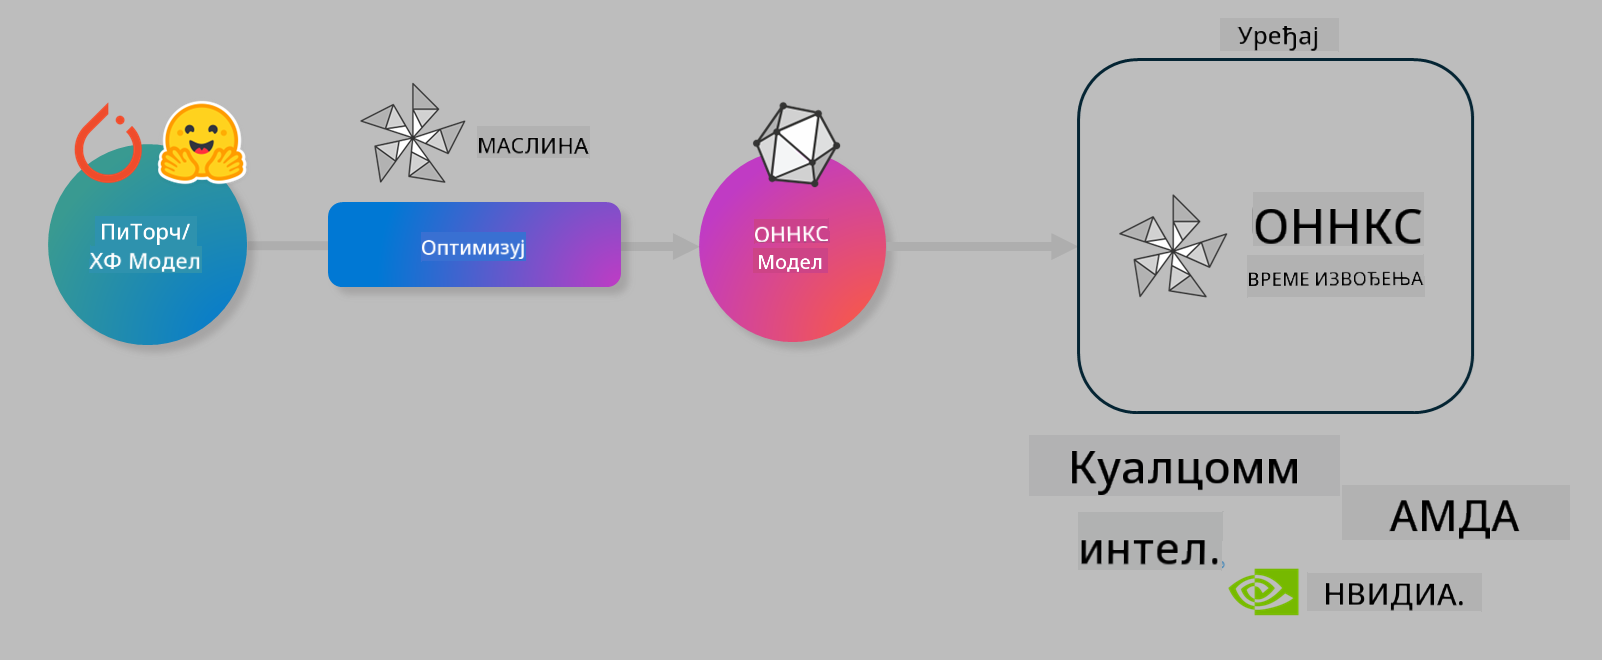 Уређај
МАСЛИНА
ПиТорч/
ХФ Модел
Оптимизуј
ОННКС
Модел
ОННКС
ВРЕМЕ ИЗВОЂЕЊА
Куалцомм
АМДА
интел.
НВИДИА.